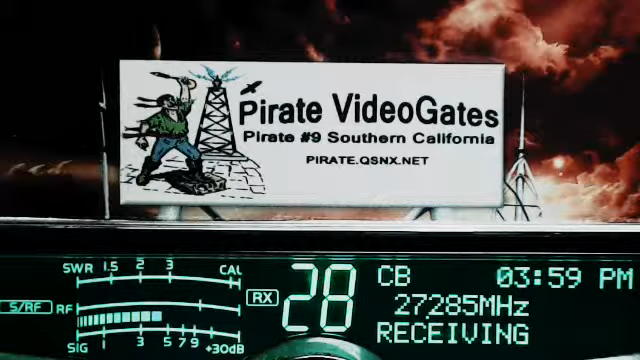 Pirate VideoGates
Pirate #9 Southern California
PIRATE.QSNX.NET
SWR 1.5 2 3 CAL
S/RF RF
SIG 1 3 5 7 9 +30dB
RX 28
CB 03:59 PM
27285MHz
RECEIVING